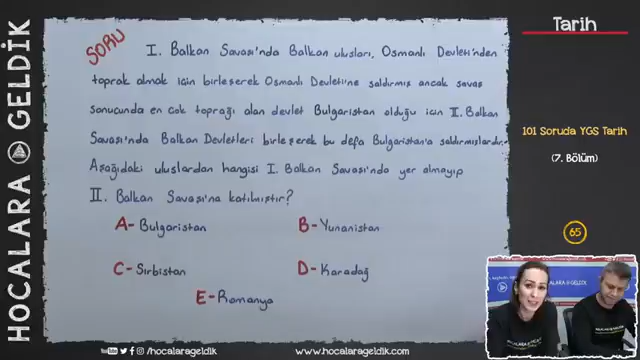 HOCALARA GELDİK
SORU
I. Balkan Savaşı'nda Balkan ulusları, Osmanlı Devleti'nden
toprak almak için birleşerek Osmanlı Devleti'ne saldırmış ancak savaş
sonucunda en çok toprağı alan devlet Bulgaristan olduğu için II. Balkan
Savaşı'nda Balkan Devletleri birleşerek bu defa Bulgaristan'a saldırmışlardır.
Aşağıdaki uluslardan hangisi I. Balkan Savaşı'nda yer almayıp
II. Balkan Savaşı'na katılmıştır?
A- Bulgaristan
B- Yunanistan
C- Sırbistan
D- Karadağ
E- Romanya
Tarih
101 Soruda YGS Tarih
(7. Bölüm)
65
/hocalarageldik
www.hocalarageldik.com